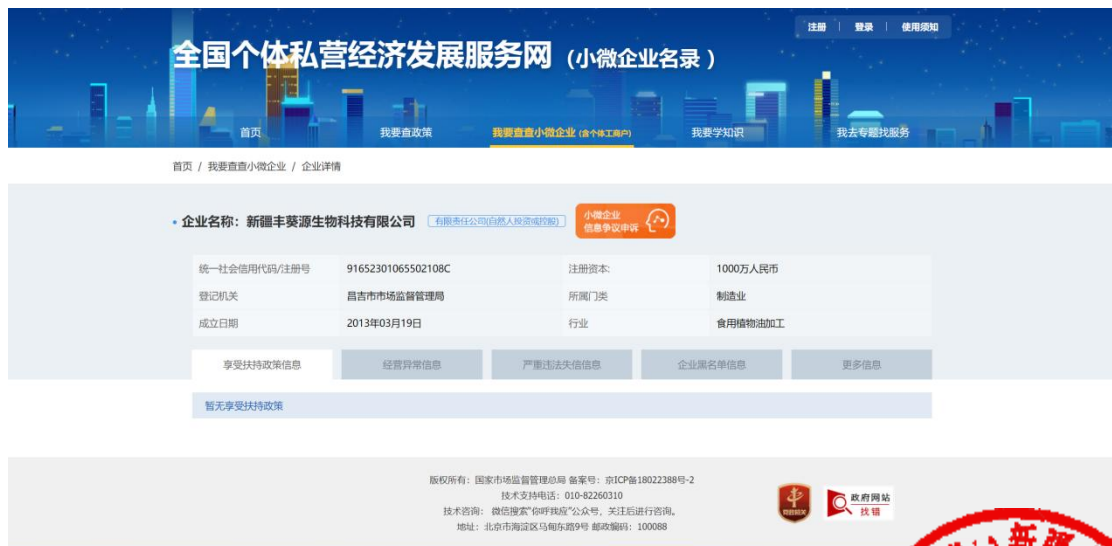 注册 | 登录 | 使用须知
全国个体私营经济发展服务网（小微企业名录）
首页 我要查政策 我要查查小微企业 (含个体工商户) 我要学知识 我去专题找服务
首页 / 我要查查小微企业 / 企业详情
企业名称：新疆丰葵源生物科技有限公司 有限责任公司(自然人投资或控股) 小微企业
信息争议申诉
统一社会信用代码/注册号 91652301065502108C 注册资本: 1000万人民币
登记机关 昌吉市市场监督管理局 所属门类 制造业
成立日期 2013年03月19日 行业 食用植物油加工
享受扶持政策信息 经营异常信息 严重违法失信信息 企业黑名单信息 更多信息
暂无享受扶持政策
版权所有：国家市场监督管理总局 备案号：京ICP备18022388号-2
技术支持电话：010-82260310
技术咨询：微信搜索"你呼我应"公众号，关注后进行咨询。
地址：北京市海淀区马甸东路9号 邮政编码：100088
党政机关
政府网站
找错
新疆